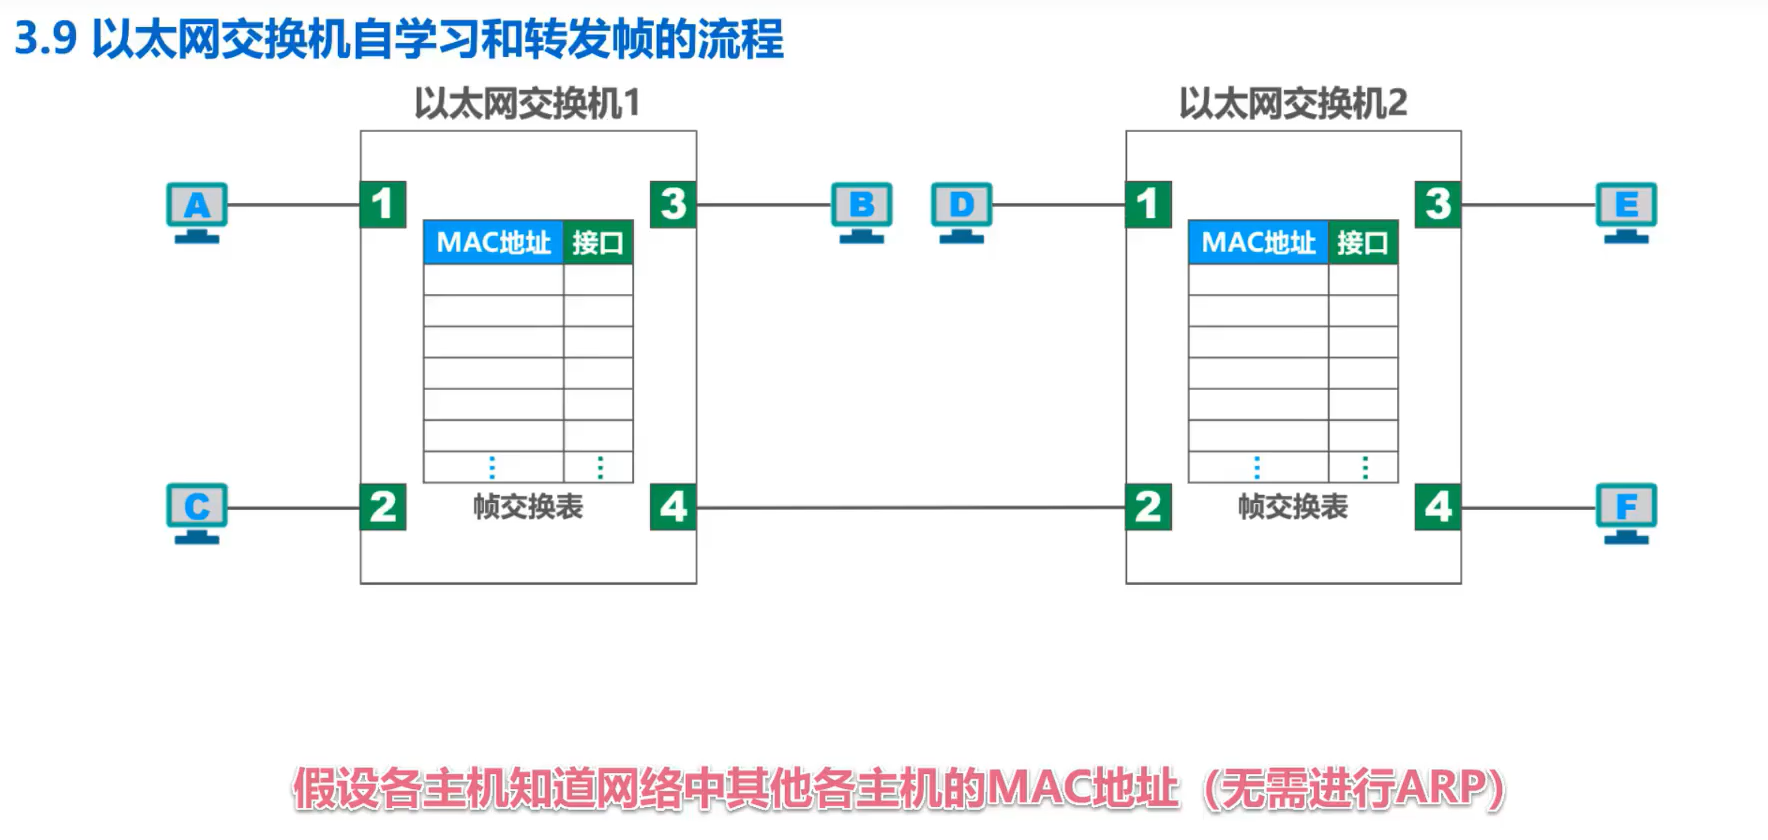 3.9 以太网交换机自学习和转发帧的流程
以太网交换机1
以太网交换机2
A
1
3
B
D
1
3
E
MAC地址 接口
MAC地址 接口
C
2
帧交换表
4
2
帧交换表
4
F
假设各主机知道网络中其他各主机的MAC地址（无需进行ARP）